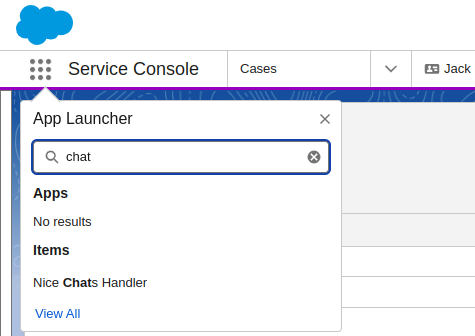 Service Console
Cases
Jack
App Launcher
chat
Apps
No results
Items
Nice Chats Handler
View All